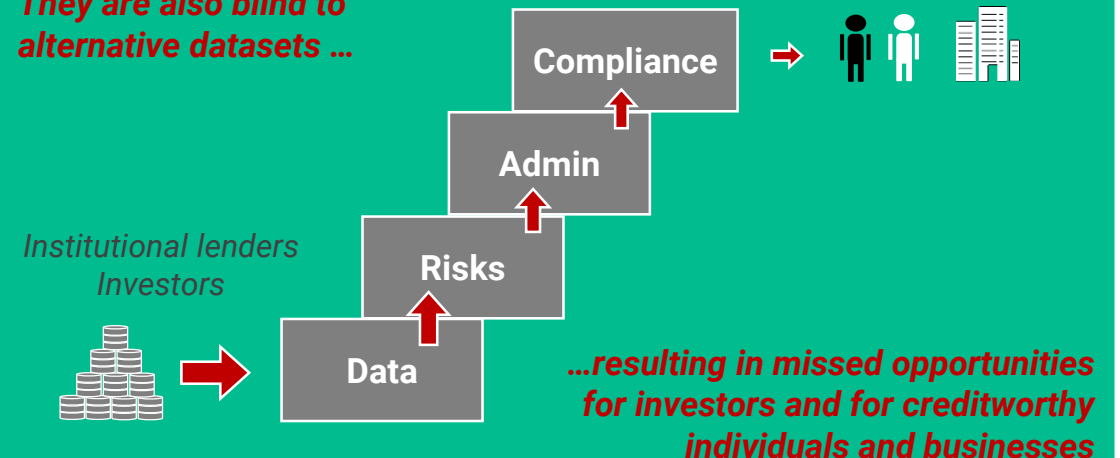 They are also blind to
alternative datasets …
Compliance
Admin
Institutional lenders
Investors
Risks
Data
…resulting in missed opportunities
for investors and for creditworthy
individuals and businesses